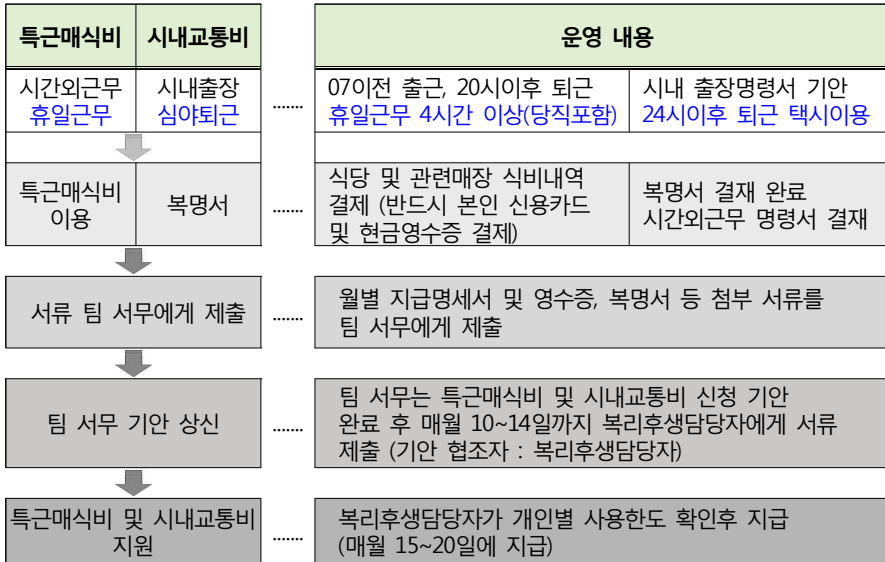 특근매식비 시내교통비 운영 내용
시간외근무 시내출장 ....... 07이전 출근, 20시이후 퇴근 시내 출장명령서 기안
휴일근무 심야퇴근 휴일근무 4시간 이상(당직포함) 24시이후 퇴근 택시이용
특근매식비
이용
복명서
.......
식당 및 관련매장 식비내역
결제 (반드시 본인 신용카드
및 현금영수증 결제)
복명서 결재 완료
시간외근무 명령서 결재
서류 팀 서무에게 제출
.......
월별 지급명세서 및 영수증, 복명서 등 첨부 서류를
팀 서무에게 제출
팀 서무 기안 상신
.......
팀 서무는 특근매식비 및 시내교통비 신청 기안
완료 후 매월 10~14일까지 복리후생담당자에게 서류
제출 (기안 협조자 : 복리후생담당자)
특근매식비 및 시내교통비
지원
.......
복리후생담당자가 개인별 사용한도 확인후 지급
(매월 15~20일에 지급)